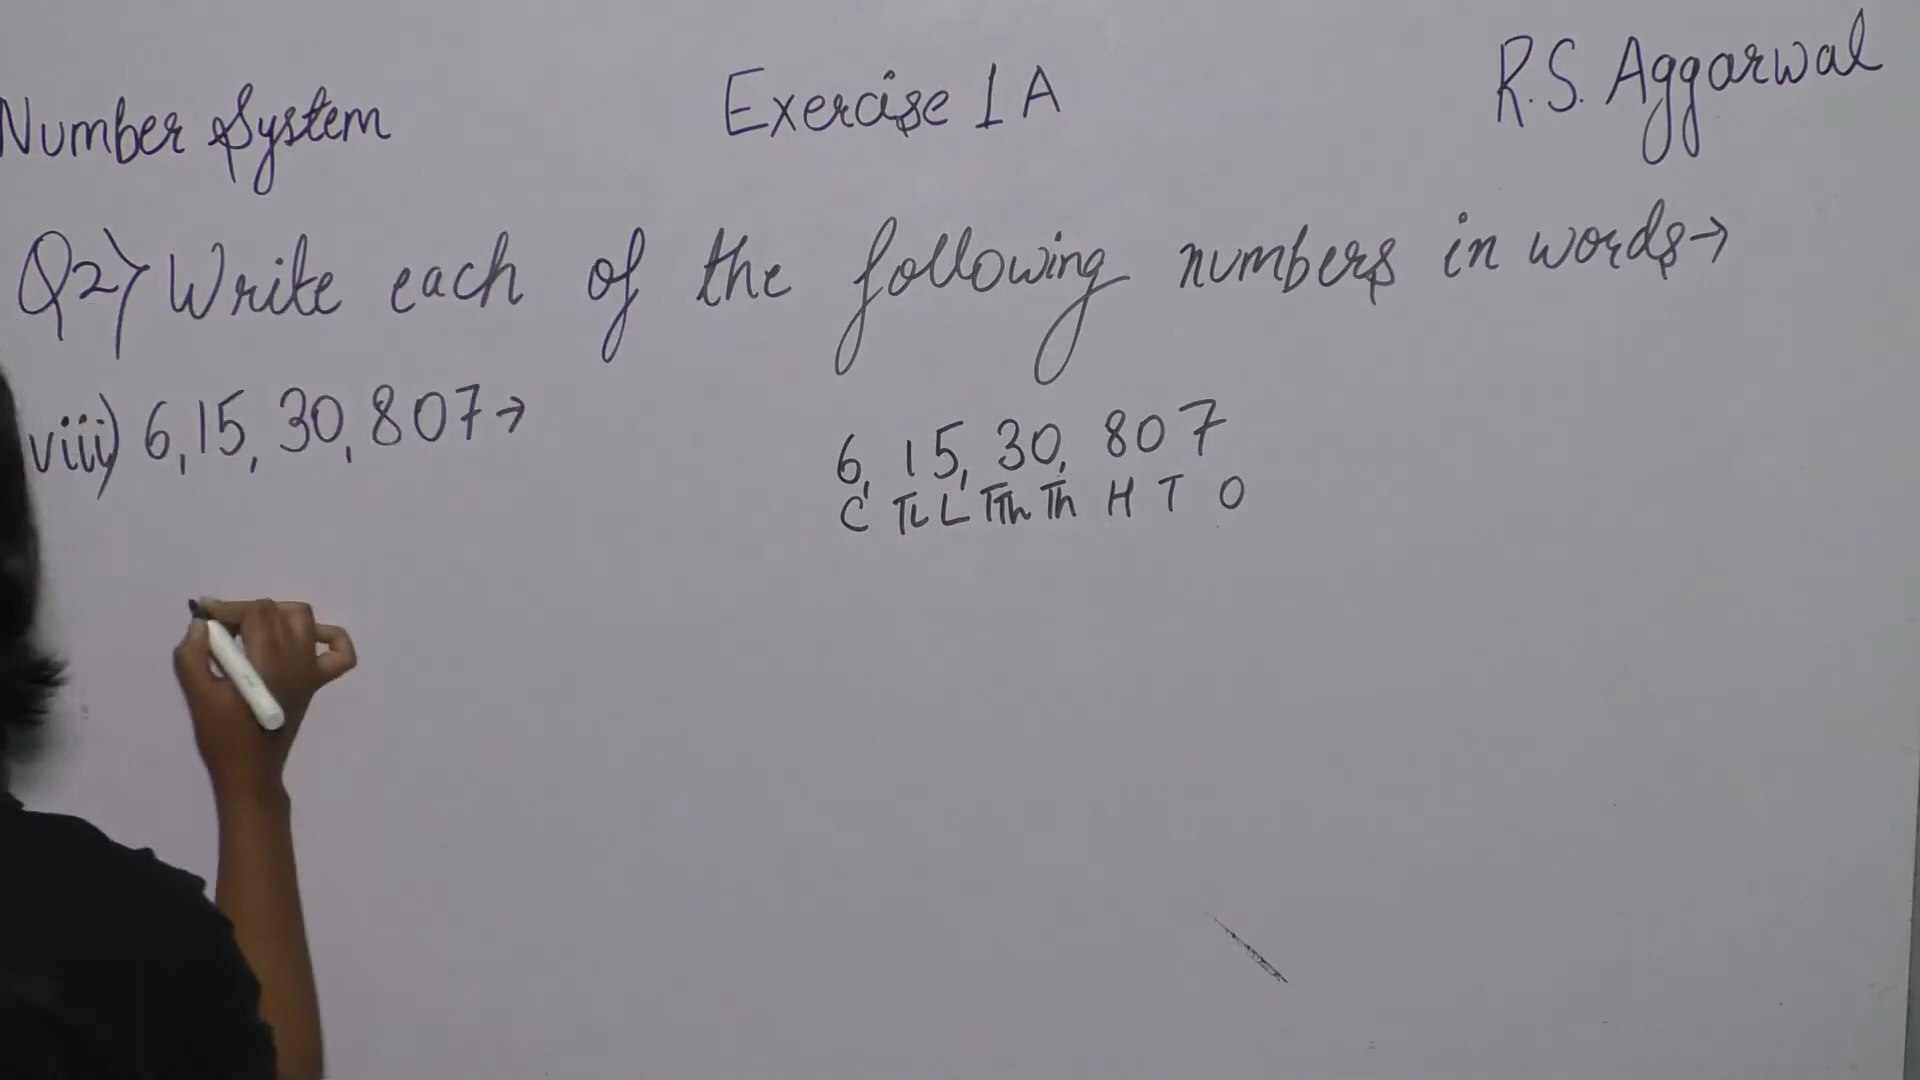 Number System Exercise 1A R.S. Aggarwal
Q2) Write each of the following numbers in words→
viii) 6,15,30,807→
6, 15, 30, 807
C TL L TTh Th H T O